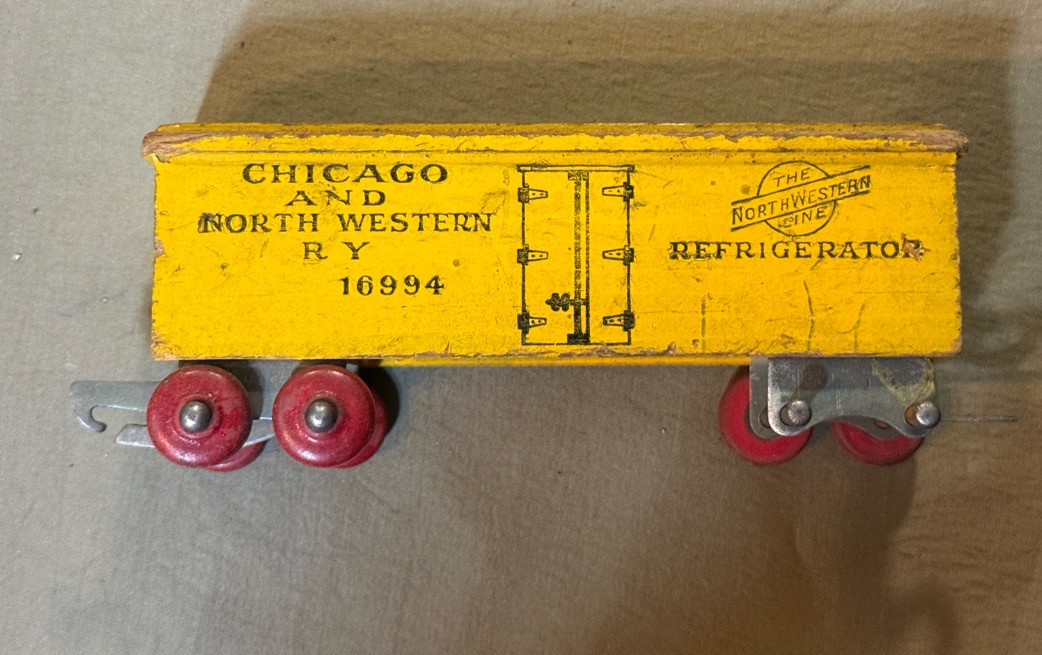 CHICAGO
AND
NORTH WESTERN
RY
16994
THE
NORTH WESTERN
LINE
REFRIGERATOR